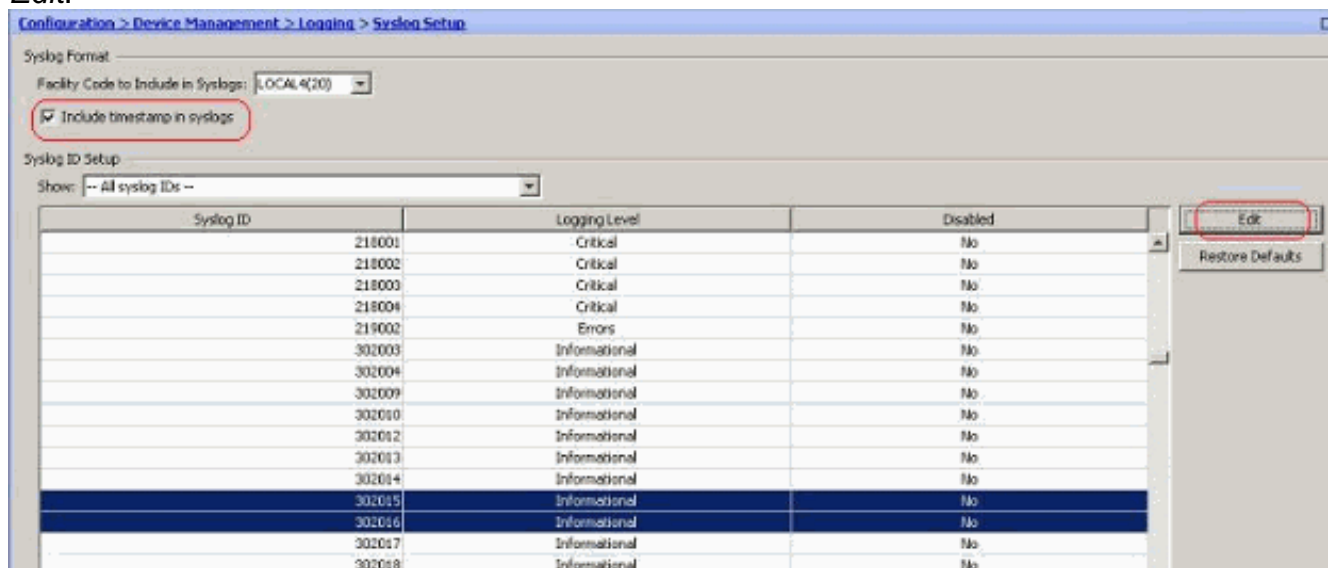 Edit.
Configuration > Device Management > Logging > Syslog Setup
Syslog Format
Facility Code to Include in Syslogs: LOCAL4(20)
Include timestamp in syslogs
Syslog ID Setup
Show: -- All syslog IDs --
Syslog ID Logging Level Disabled Edit
218001 Critical No
218002 Critical No Restore Defaults
218003 Critical No
218004 Critical No
219002 Errors No
302003 Informational No
302004 Informational No
302009 Informational No
302010 Informational No
302012 Informational No
302013 Informational No
302014 Informational No
302015 Informational No
302016 Informational No
302017 Informational No
302018 Informational No